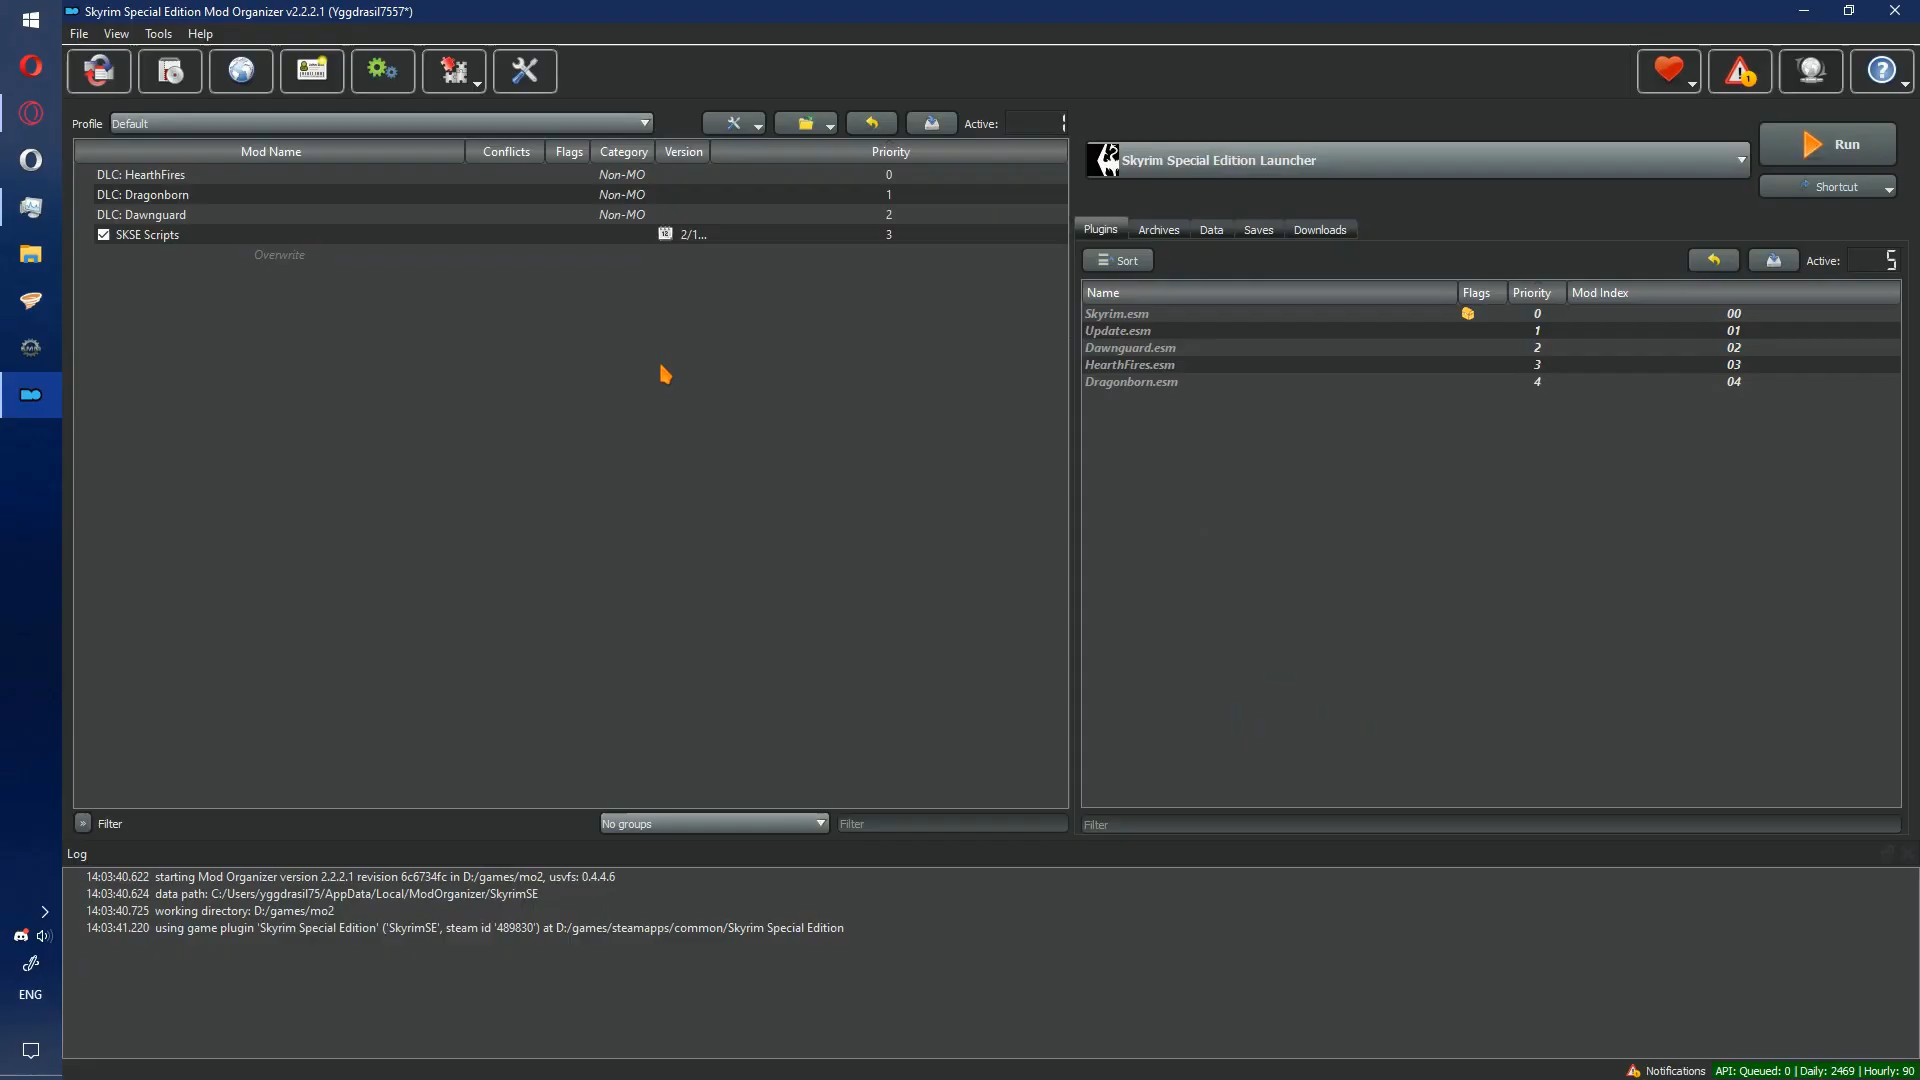 Skyrim Special Edition Mod Organizer v2.2.2.1 (Yggdrasil7557*)
File View Tools Help
Profile Default Active: 1
Mod Name Conflicts Flags Category Version Priority
DLC: HearthFires Non-MO 0
DLC: Dragonborn Non-MO 1
DLC: Dawnguard Non-MO 2
SKSE Scripts 2/1... 3
Overwrite
» Filter No groups Filter
Skyrim Special Edition Launcher
Run
Shortcut
Plugins Archives Data Saves Downloads
Sort Active: 5
Name Flags Priority Mod Index
Skyrim.esm 0 00
Update.esm 1 01
Dawnguard.esm 2 02
HearthFires.esm 3 03
Dragonborn.esm 4 04
Filter
Log
14:03:40.622 starting Mod Organizer version 2.2.2.1 revision 6c6734fc in D:/games/mo2, usvfs: 0.4.4.6
14:03:40.624 data path: C:/Users/yggdrasil75/AppData/Local/ModOrganizer/SkyrimSE
14:03:40.725 working directory: D:/games/mo2
14:03:41.220 using game plugin 'Skyrim Special Edition' ('SkyrimSE', steam id '489830') at D:/games/steamapps/common/Skyrim Special Edition
ENG
Notifications API: Queued: 0 | Daily: 2469 | Hourly: 90